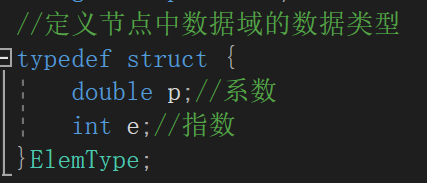 //定义节点中数据域的数据类型
typedef struct {
double p;//系数
int e;//指数
}ElemType;